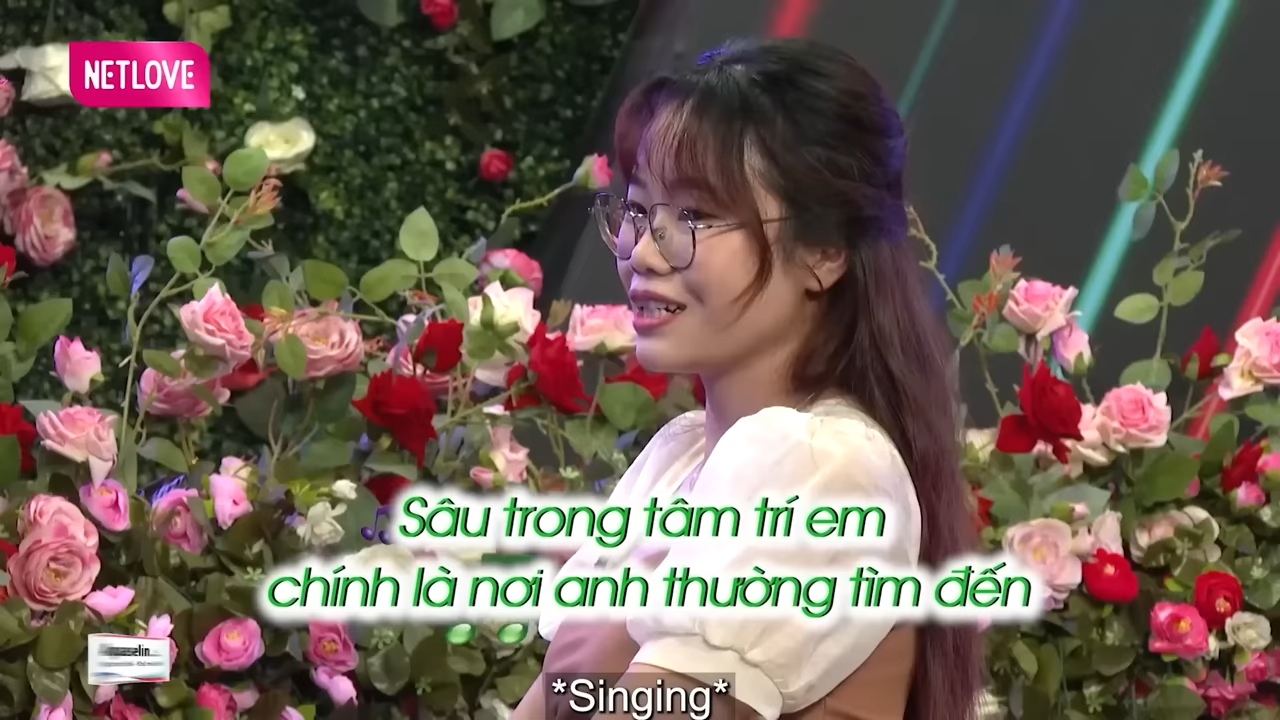 NETLOVE
Sâu trong tâm trí em
chính là nơi anh thường tìm đến
*Singing*